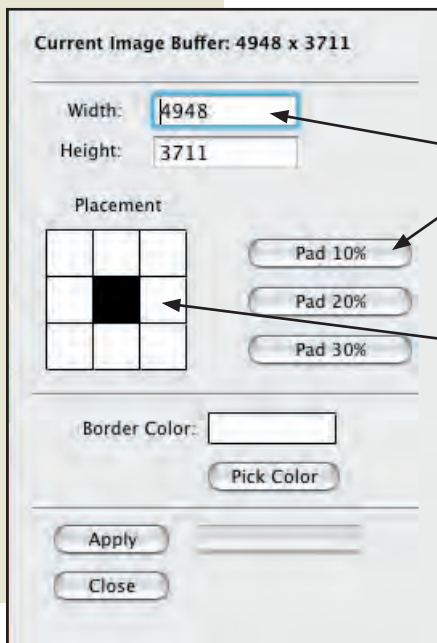 Current Image Buffer: 4948 x 3711
Width: 4948
Height: 3711
Placement
Pad 10%
Pad 20%
Pad 30%
Border Color:
Pick Color
Apply
Close